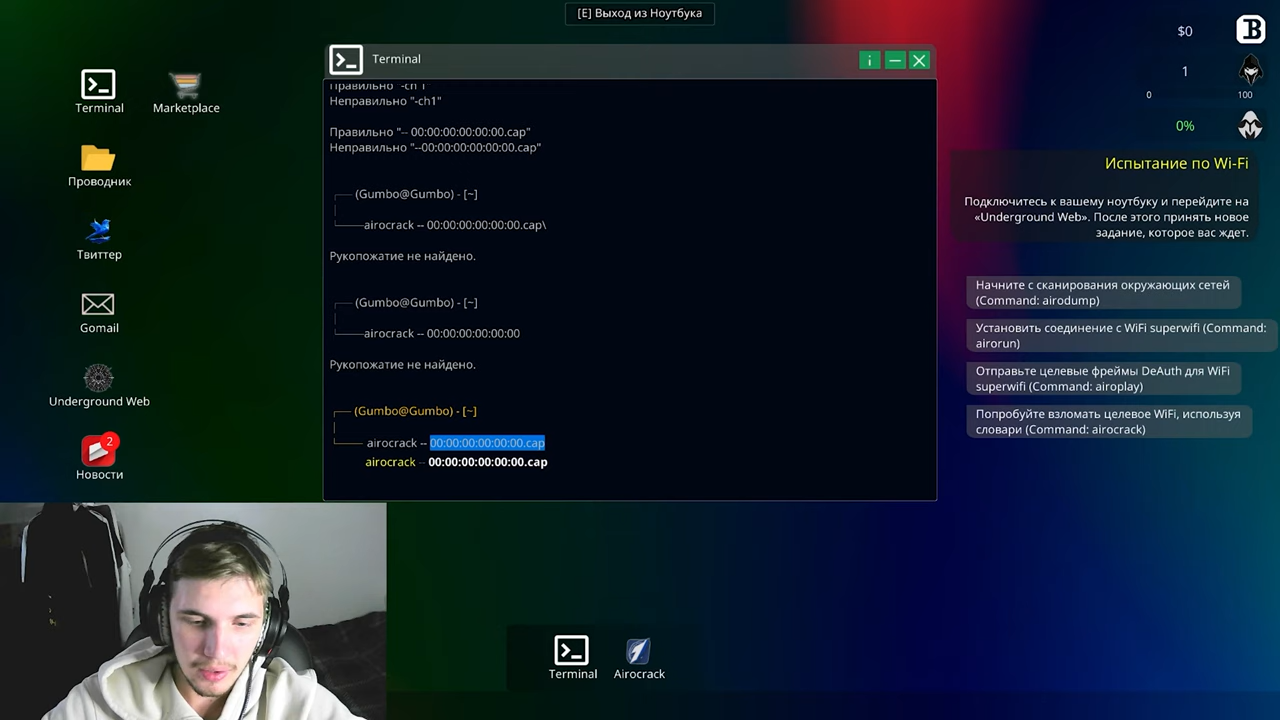 [E] Выход из Ноутбука
Terminal
Marketplace
Проводник
Твиттер
Gomail
Underground Web
2
Новости
Terminal
Правильно "-ch 1"
Неправильно "-ch1"
Правильно "-- 00:00:00:00:00:00.cap"
Неправильно "--00:00:00:00:00:00.cap"
(Gumbo@Gumbo) - [~]
airocrack -- 00:00:00:00:00:00.cap\
Рукопожатие не найдено.
(Gumbo@Gumbo) - [~]
airocrack -- 00:00:00:00:00:00
Рукопожатие не найдено.
(Gumbo@Gumbo) - [~]
airocrack -- 00:00:00:00:00:00.cap
airocrack -- 00:00:00:00:00:00.cap
$0
B
1
0
100
0%
Испытание по Wi-Fi
Подключитесь к вашему ноутбуку и перейдите на
«Underground Web». После этого принять новое
задание, которое вас ждет.
Начните с сканирования окружающих сетей
(Command: airodump)
Установить соединение с WiFi superwifi (Command:
airorun)
Отправьте целевые фреймы DeAuth для WiFi
superwifi (Command: airoplay)
Попробуйте взломать целевое WiFi, используя
словари (Command: airocrack)
Terminal
Airocrack